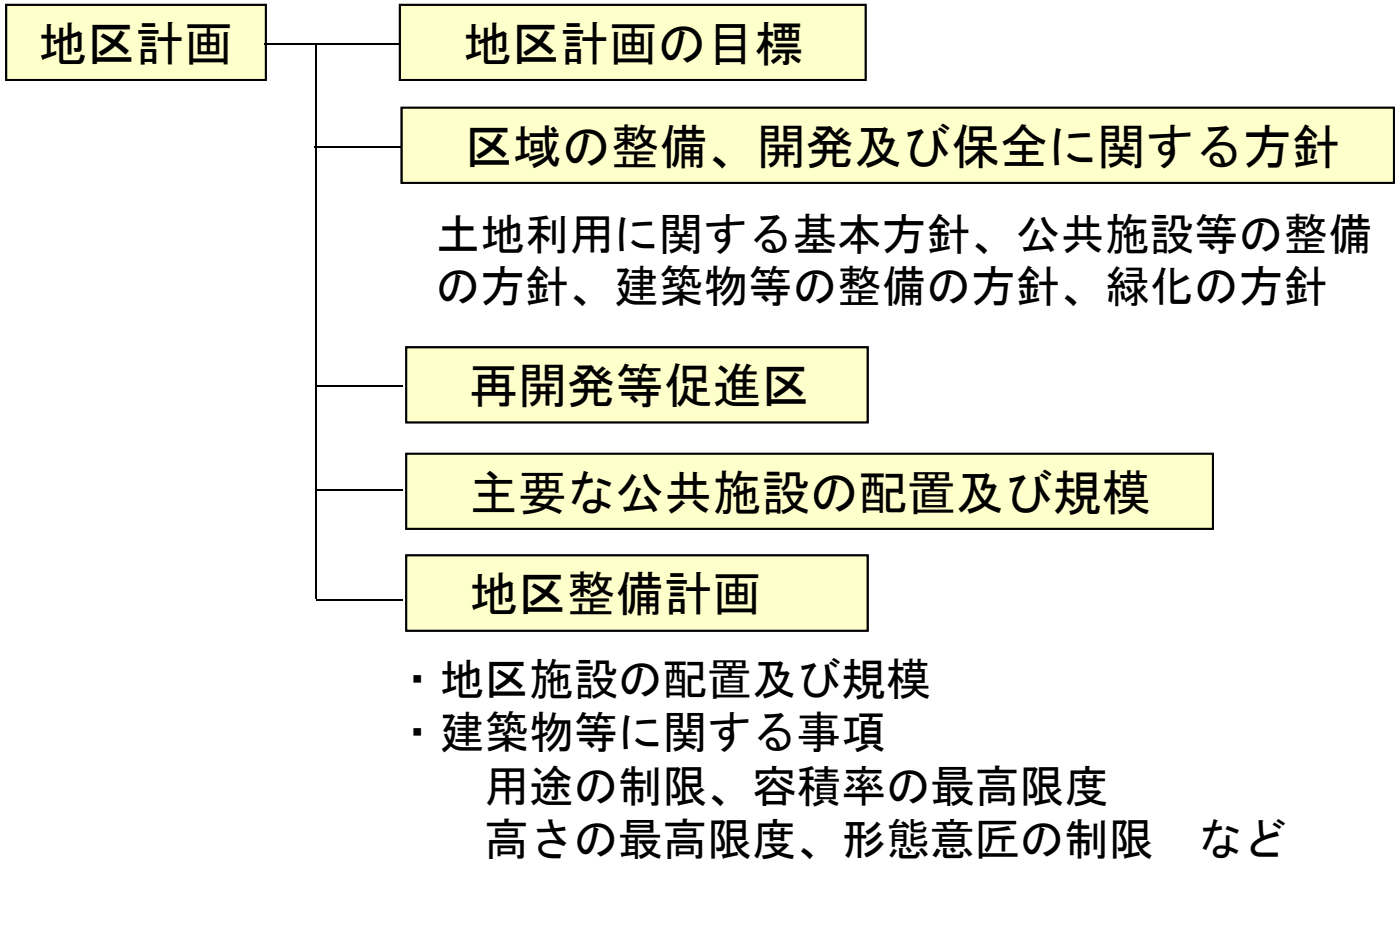 地区計画
地区計画の目標
区域の整備、開発及び保全に関する方針
土地利用に関する基本方針、公共施設等の整備
の方針、建築物等の整備の方針、緑化の方針
再開発等促進区
主要な公共施設の配置及び規模
地区整備計画
・地区施設の配置及び規模
・建築物等に関する事項
用途の制限、容積率の最高限度
高さの最高限度、形態意匠の制限　など